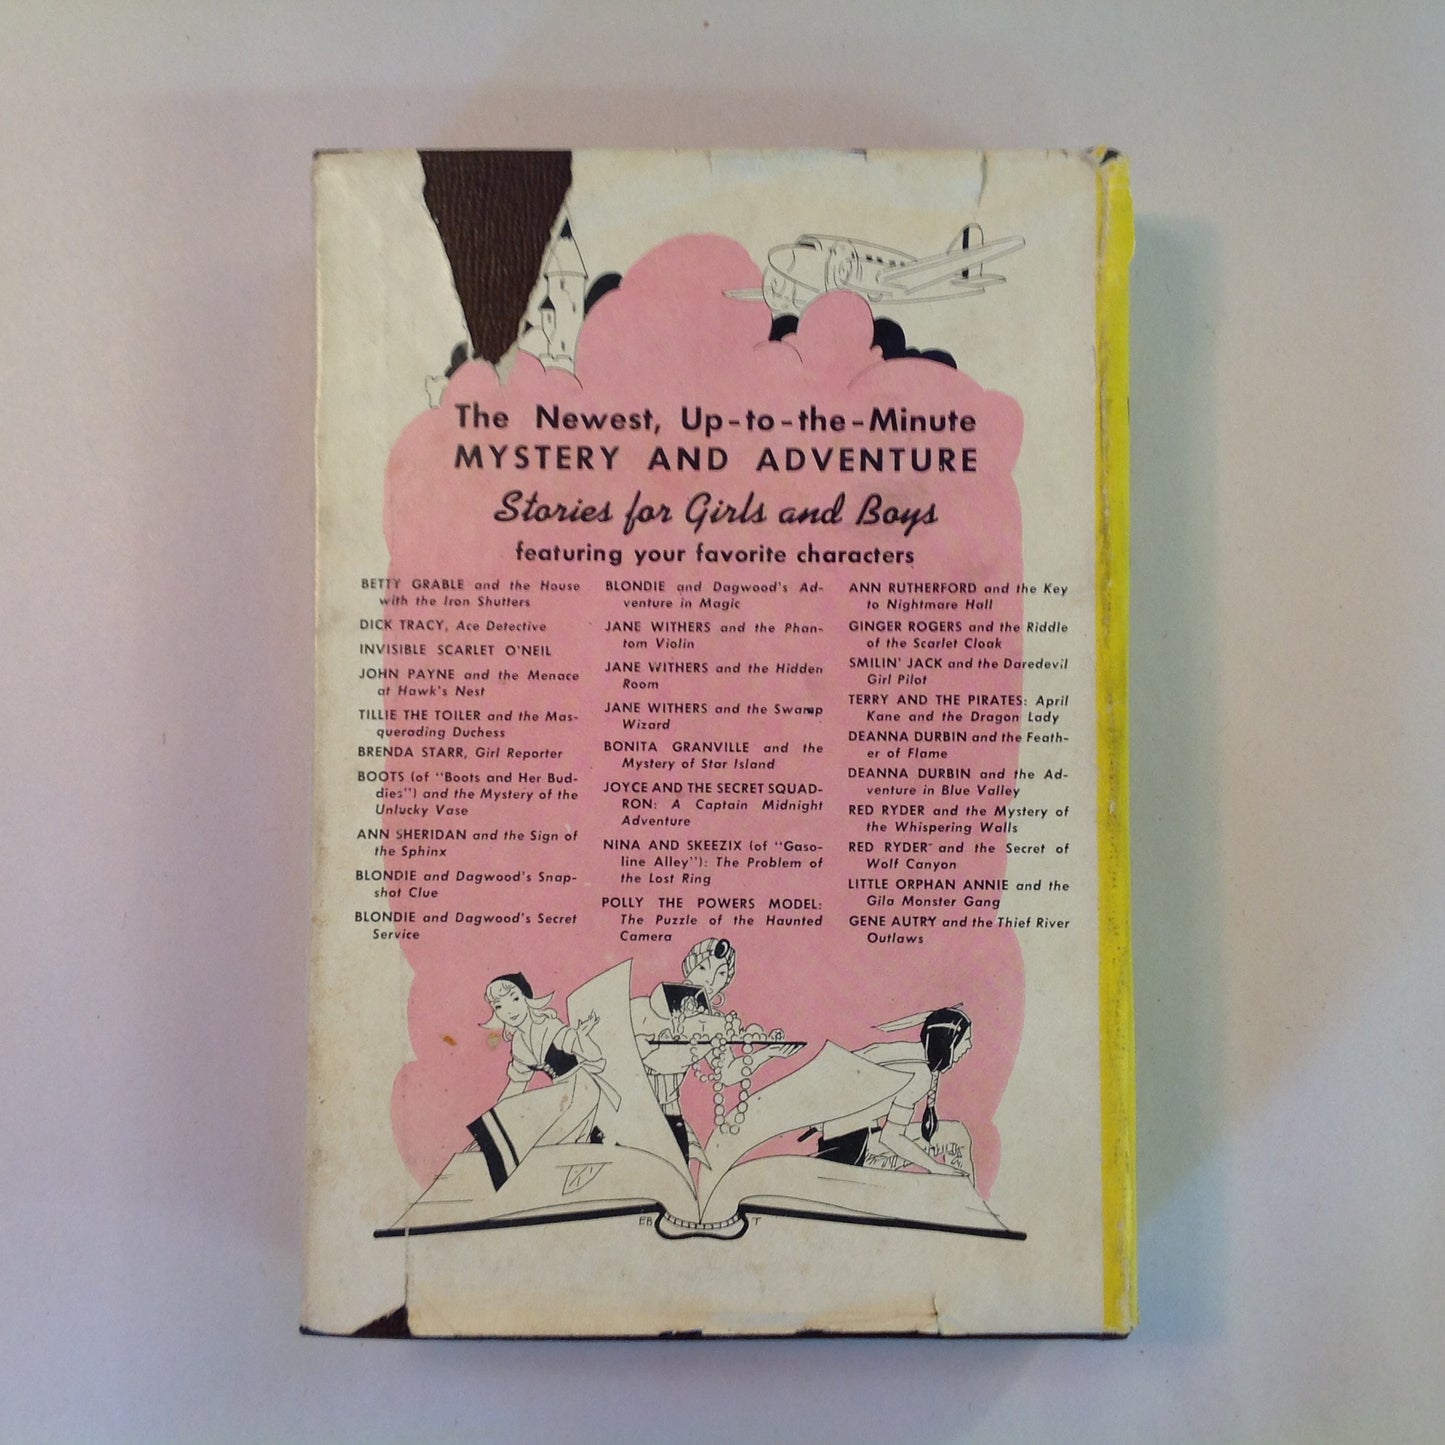 The Newest, Up-to-the-Minute
MYSTERY AND ADVENTURE
Stories for Girls and Boys
featuring your favorite characters
BETTY GRABLE and the House
with the Iron Shutters
DICK TRACY, Ace Detective
INVISIBLE SCARLET O'NEIL
JOHN PAYNE and the Menace
at Hawk's Nest
TILLIE THE TOILER and the Mas-
querading Duchess
BRENDA STARR, Girl Reporter
BOOTS (of "Boots and Her Bud-
dies") and the Mystery of the
Unlucky Vase
ANN SHERIDAN and the Sign of
the Sphinx
BLONDIE and Dagwood's Snap-
shot Clue
BLONDIE and Dagwood's Secret
Service
BLONDIE and Dagwood's Ad-
venture in Magic
JANE WITHERS and the Phan-
tom Violin
JANE WITHERS and the Hidden
Room
JANE WITHERS and the Swamp
Wizard
BONITA GRANVILLE and the
Mystery of Star Island
JOYCE AND THE SECRET SQUAD-
RON: A Captain Midnight
Adventure
NINA AND SKEEZIX (of "Gaso-
line Alley"): The Problem of
the Lost Ring
POLLY THE POWERS MODEL:
The Puzzle of the Haunted
Camera
ANN RUTHERFORD and the Key
to Nightmare Hall
GINGER ROGERS and the Riddle
of the Scarlet Cloak
SMILIN' JACK and the Daredevil
Girl Pilot
TERRY AND THE PIRATES: April
Kane and the Dragon Lady
DEANNA DURBIN and the Feath-
er of Flame
DEANNA DURBIN and the Ad-
venture in Blue Valley
RED RYDER and the Mystery of
the Whispering Walls
RED RYDER and the Secret of
Wolf Canyon
LITTLE ORPHAN ANNIE and the
Gila Monster Gang
GENE AUTRY and the Thief River
Outlaws
EB T